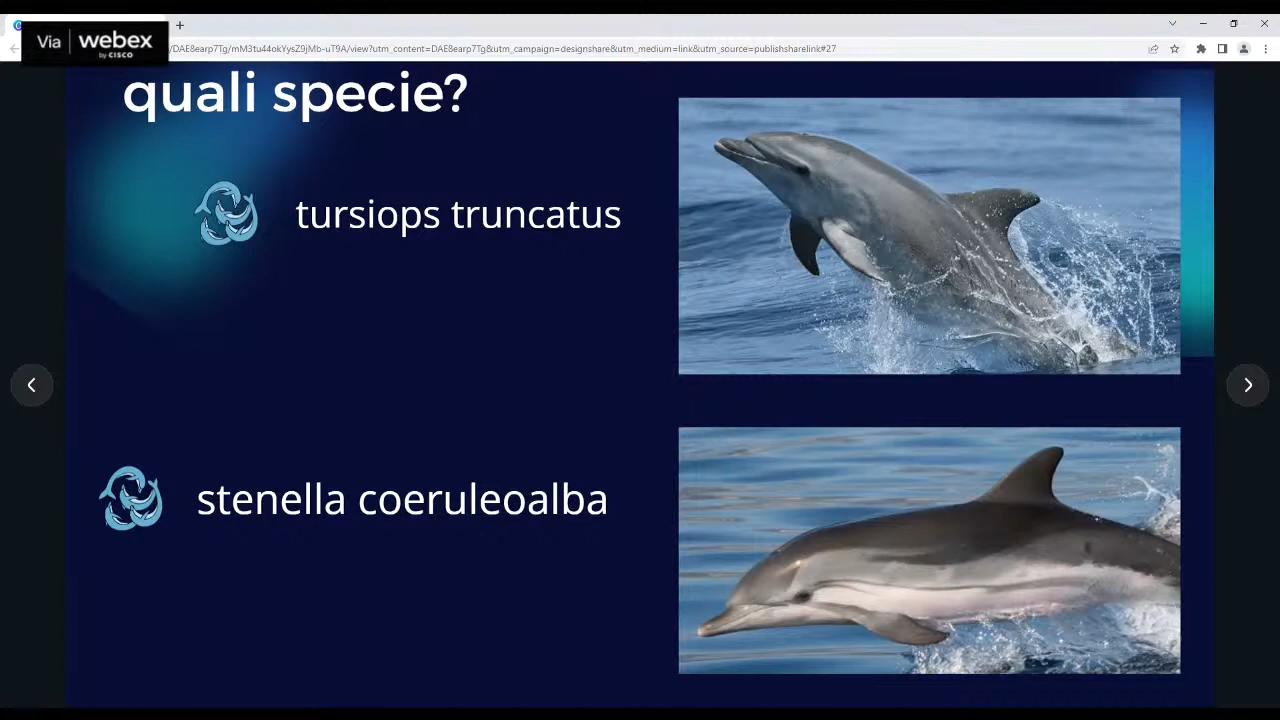 Via webex
by CISCO
/DAE8earp7Tg/mM3tu44okYysZ9jMb-uT9A/view?utm_content=DAE8earp7Tg&utm_campaign=designshare&utm_medium=link&utm_source=publishsharelink#27
quali specie?
tursiops truncatus
stenella coeruleoalba